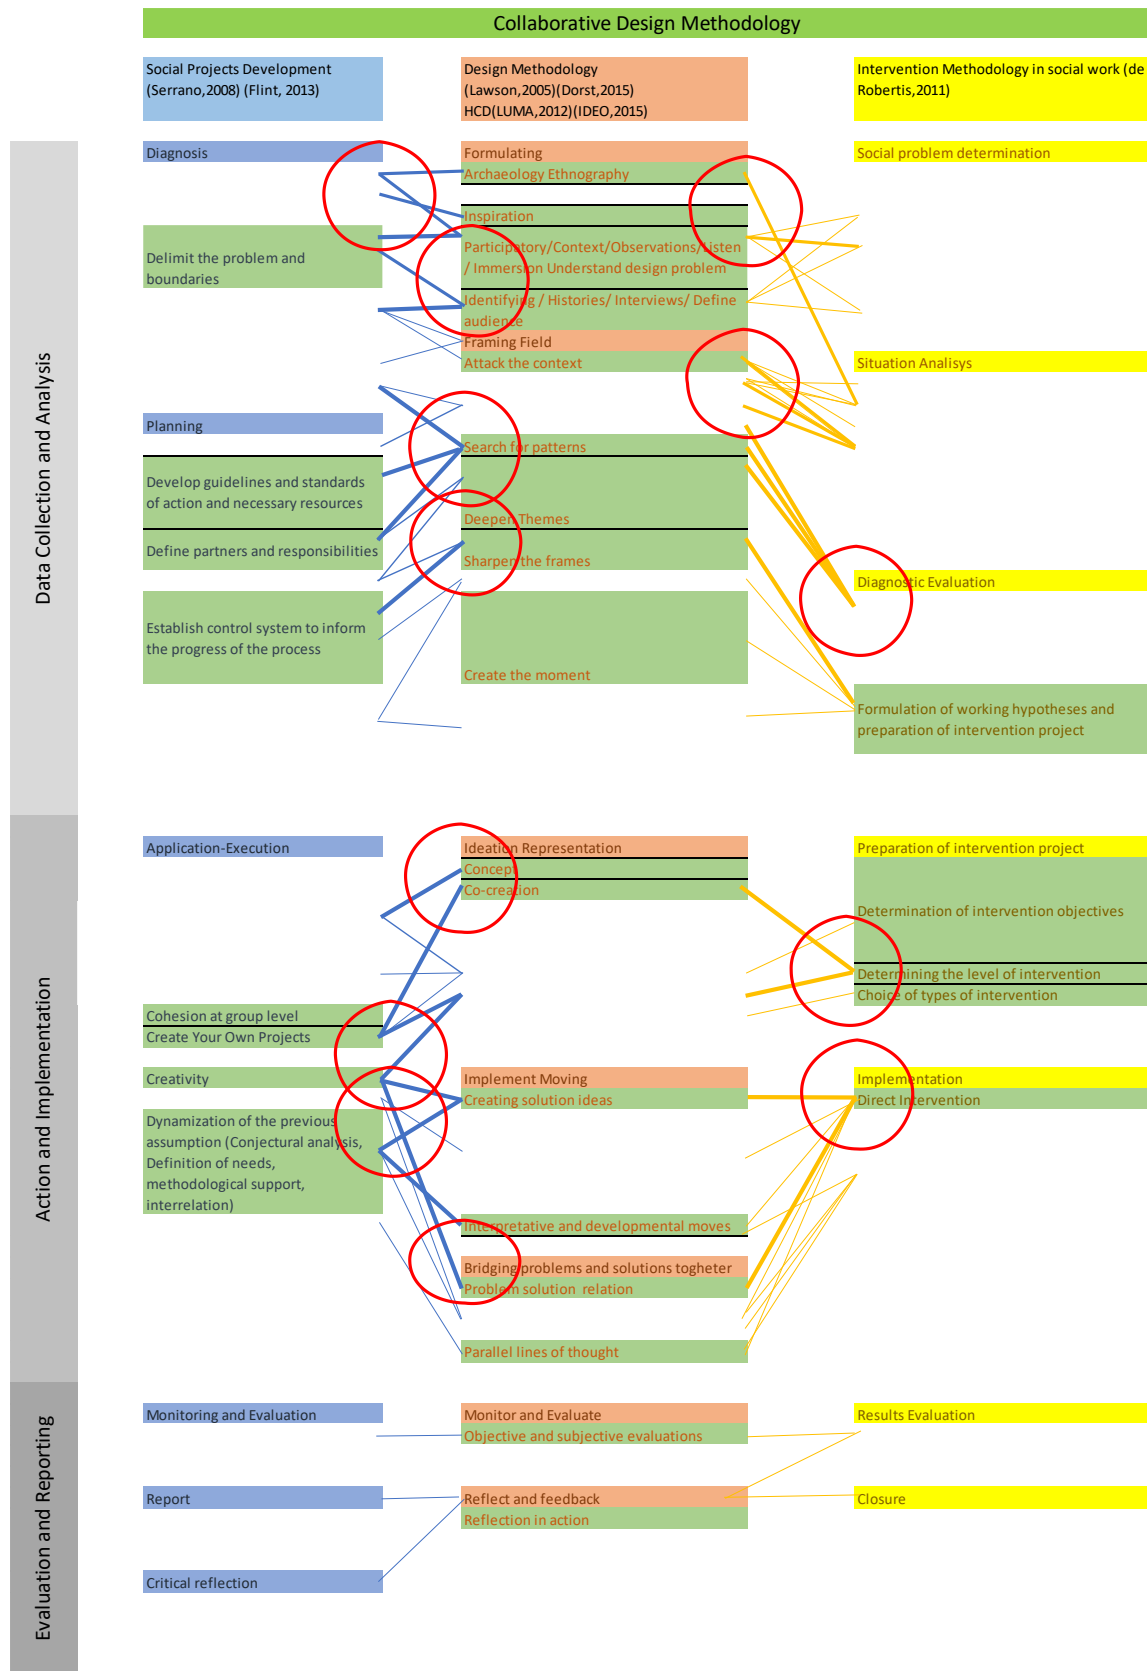 Collaborative Design Methodology
Social Projects Development
(Serrano,2008) (Flint, 2013)
Design Methodology
(Lawson,2005)(Dorst,2015)
HCD(LUMA,2012)(IDEO,2015)
Intervention Methodology in social work (de
Robertis,2011)
Data Collection and Analysis
Diagnosis
Formulating
Social problem determination
Archaeology Ethnography
Inspiration
Delimit the problem and
boundaries
Participatory/Context/Observations/Listen
/ Immersion Understand design problem
Identifying / Histories/ Interviews/ Define
audience
Framing Field
Attack the context
Situation Analisys
Planning
Search for patterns
Develop guidelines and standards
of action and necessary resources
Deepen Themes
Define partners and responsibilities
Sharpen the frames
Diagnostic Evaluation
Establish control system to inform
the progress of the process
Create the moment
Formulation of working hypotheses and
preparation of intervention project
Action and Implementation
Application-Execution
Ideation Representation
Preparation of intervention project
Concept
Co-creation
Determination of intervention objectives
Determining the level of intervention
Choice of types of intervention
Cohesion at group level
Create Your Own Projects
Creativity
Implement Moving
Implementation
Creating solution ideas
Direct Intervention
Dynamization of the previous
assumption (Conjectural analysis,
Definition of needs,
methodological support,
interrelation)
Interpretative and developmental moves
Bridging problems and solutions togheter
Problem solution  relation
Parallel lines of thought
Evaluation and Reporting
Monitoring and Evaluation
Monitor and Evaluate
Results Evaluation
Objective and subjective evaluations
Report
Reflect and feedback
Closure
Reflection in action
Critical reflection